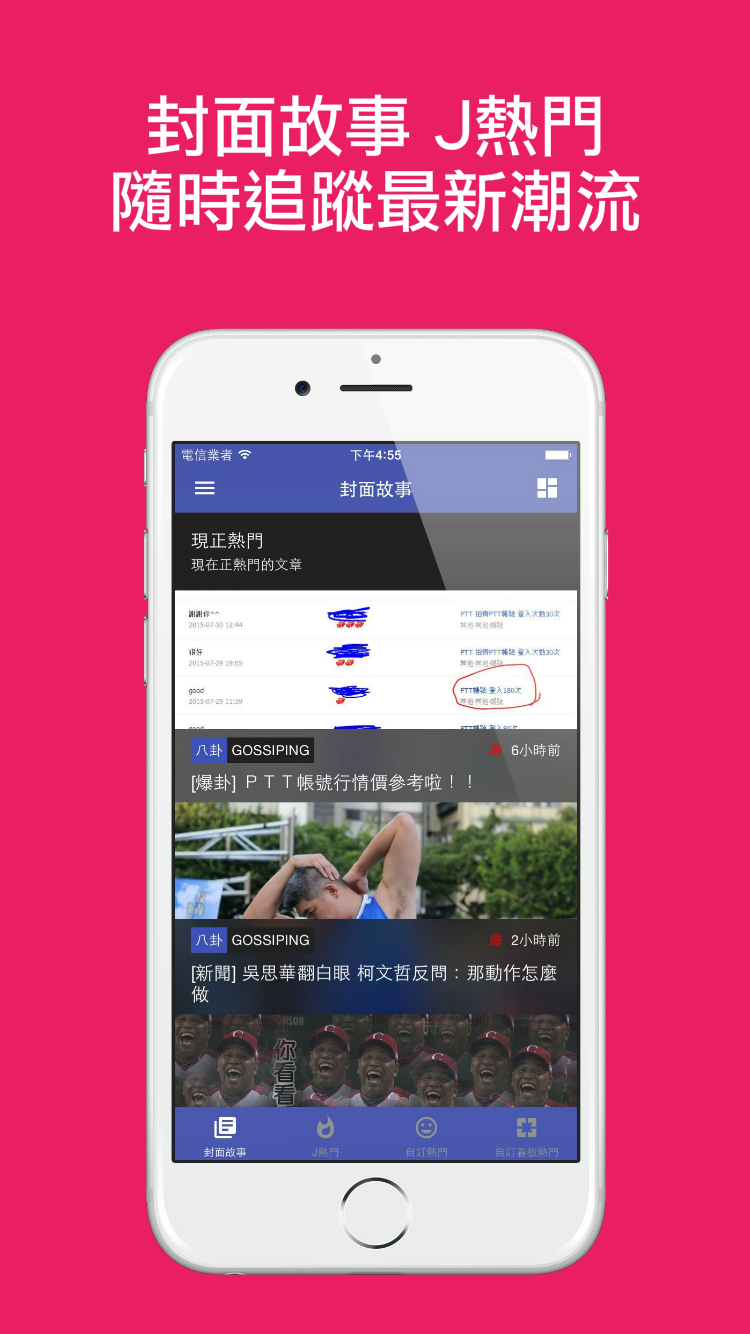 封面故事 J熱門
隨時追蹤最新潮流
電信業者 下午4:55
封面故事
現正熱門
現在正熱門的文章
謝謝你^^ PTT 拍賣PTT帳號 登入次數30次
2015-07-30 12:44 其他-其他-帳號
很好 PTT 拍賣PTT帳號 登入次數30次
2015-07-29 19:05 其他-其他-帳號
good PTT帳號 登入180次
2015-07-29 11:39 其他-其他-帳號
good
八卦 GOSSIPING 爆 6小時前
[爆卦] ＰＴＴ帳號行情價參考啦！！
八卦 GOSSIPING 爆 2小時前
[新聞] 吳思華翻白眼 柯文哲反問：那動作怎麼
做
你看看
封面故事 J熱門 自訂熱門 自訂看板熱門